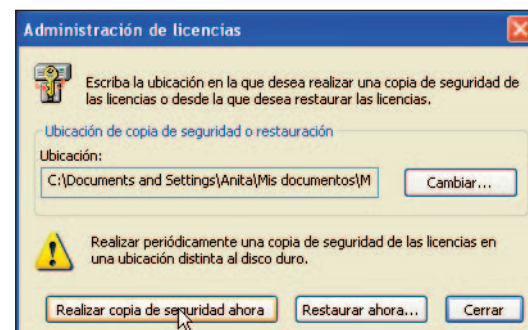 Administración de licencias
Escriba la ubicación en la que desea realizar una copia de seguridad de
las licencias o desde la que desea restaurar las licencias.
Ubicación de copia de seguridad o restauración
Ubicación:
C:\Documents and Settings\Anita\Mis documentos\M
Cambiar...
Realizar periódicamente una copia de seguridad de las licencias en
una ubicación distinta al disco duro.
Realizar copia de seguridad ahora
Restaurar ahora...
Cerrar